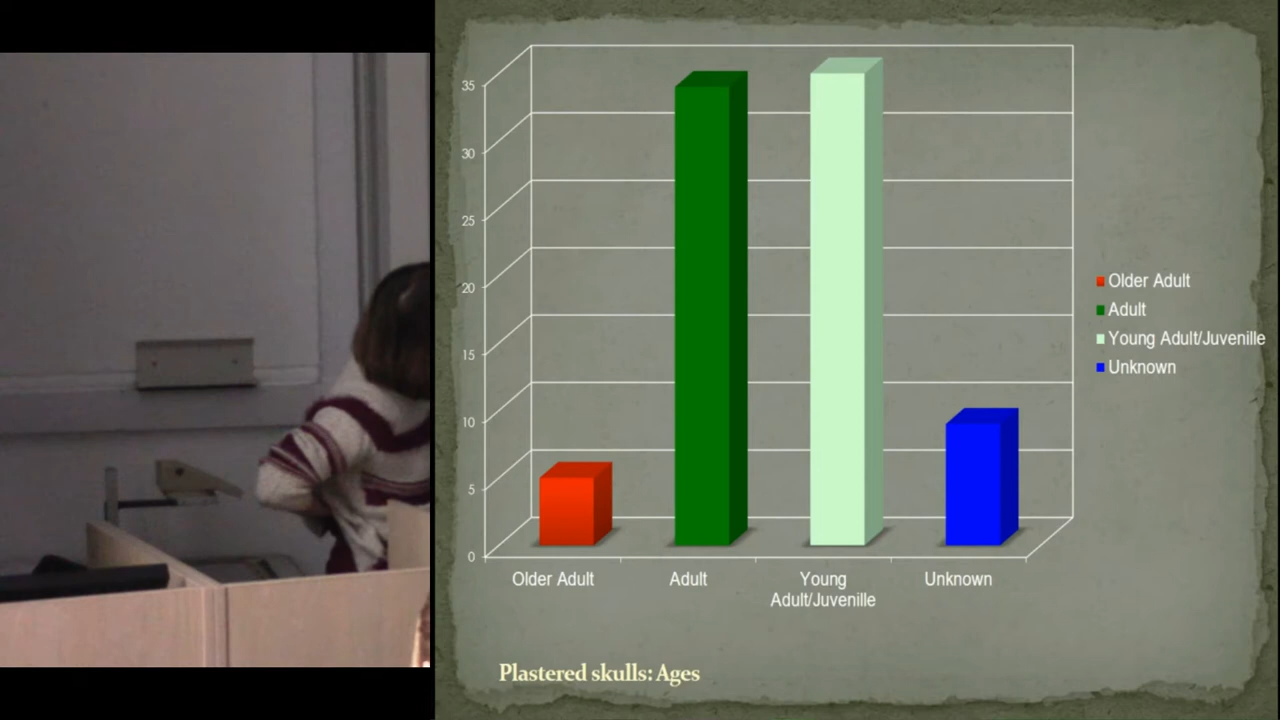 35
30
25
20
15
10
5
0
Older Adult
Adult
Young
Adult/Juvenille
Unknown
Older Adult
Adult
Young Adult/Juvenille
Unknown
Plastered skulls: Ages